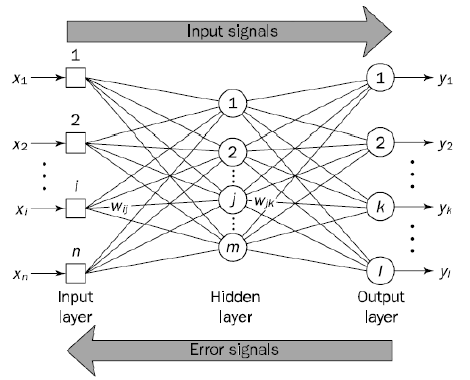 Input signals
1
x1 1 1 y1
2
x2 2 2 y2
i
xi wij j wjk k yk
n m
xn l yl
Input layer
Hidden layer
Output layer
Error signals